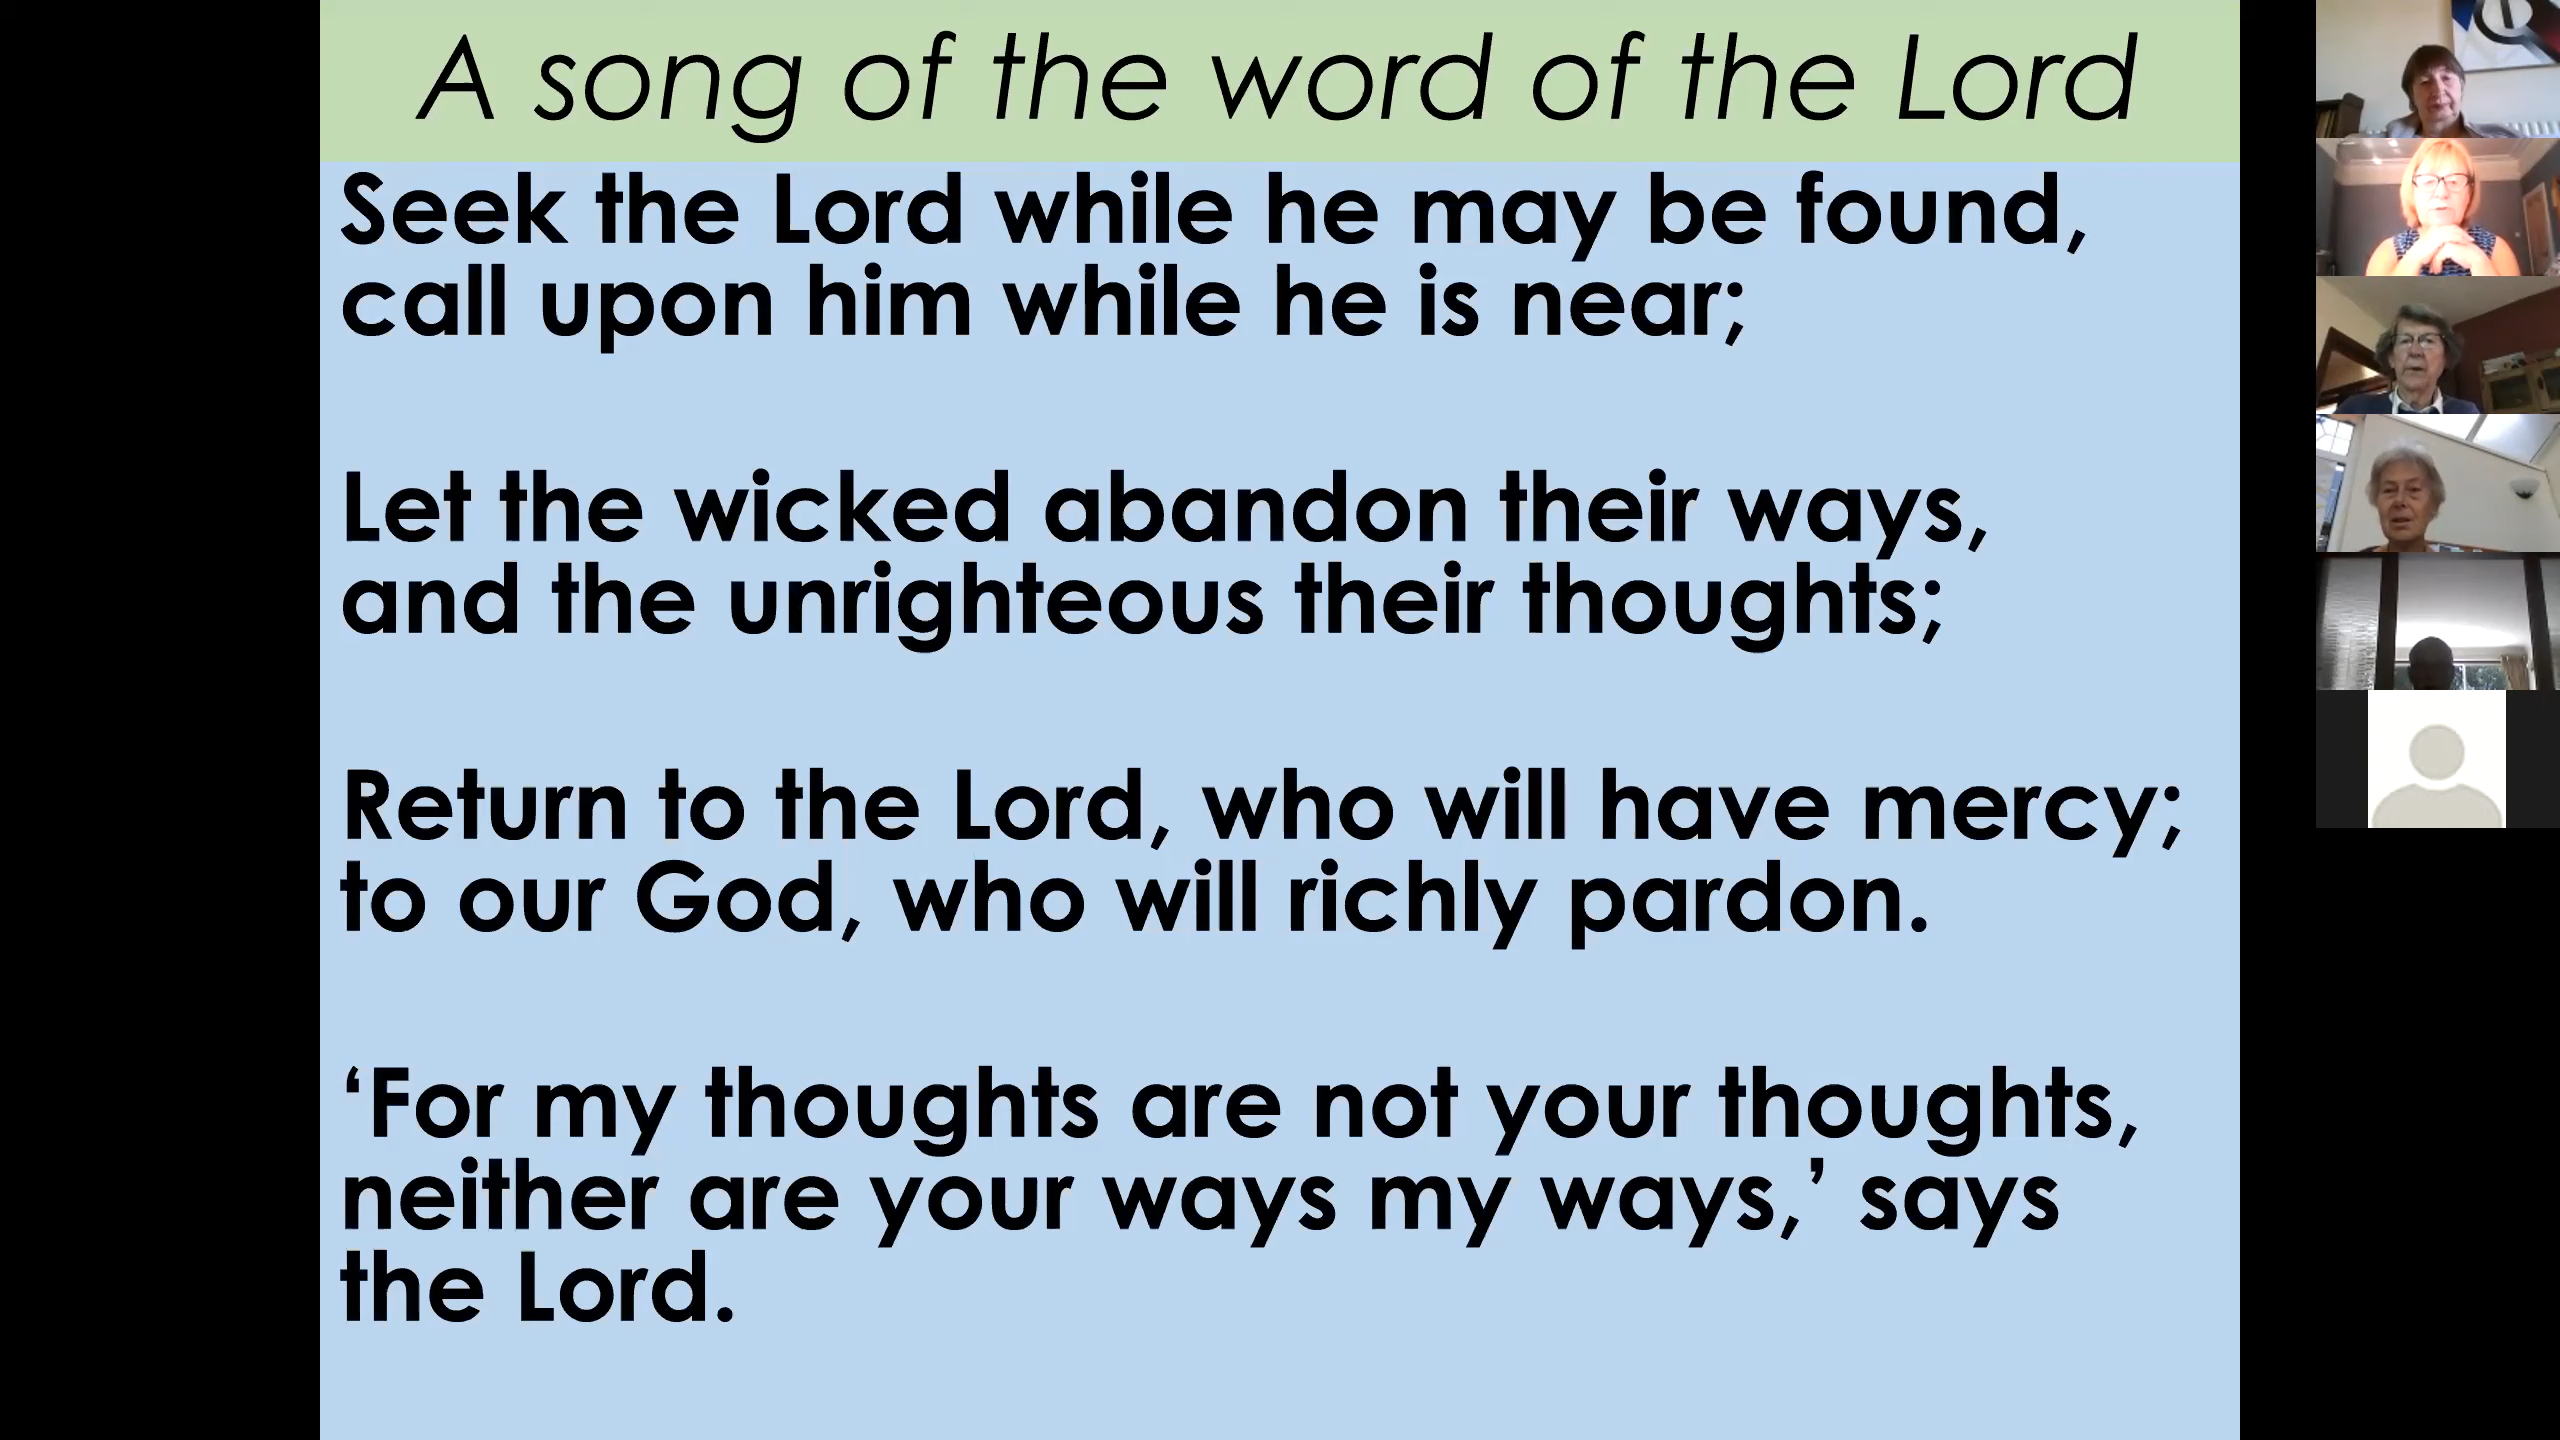 A song of the word of the Lord
Seek the Lord while he may be found,
call upon him while he is near;
Let the wicked abandon their ways,
and the unrighteous their thoughts;
Return to the Lord, who will have mercy;
to our God, who will richly pardon.
‘For my thoughts are not your thoughts,
neither are your ways my ways,’ says
the Lord.